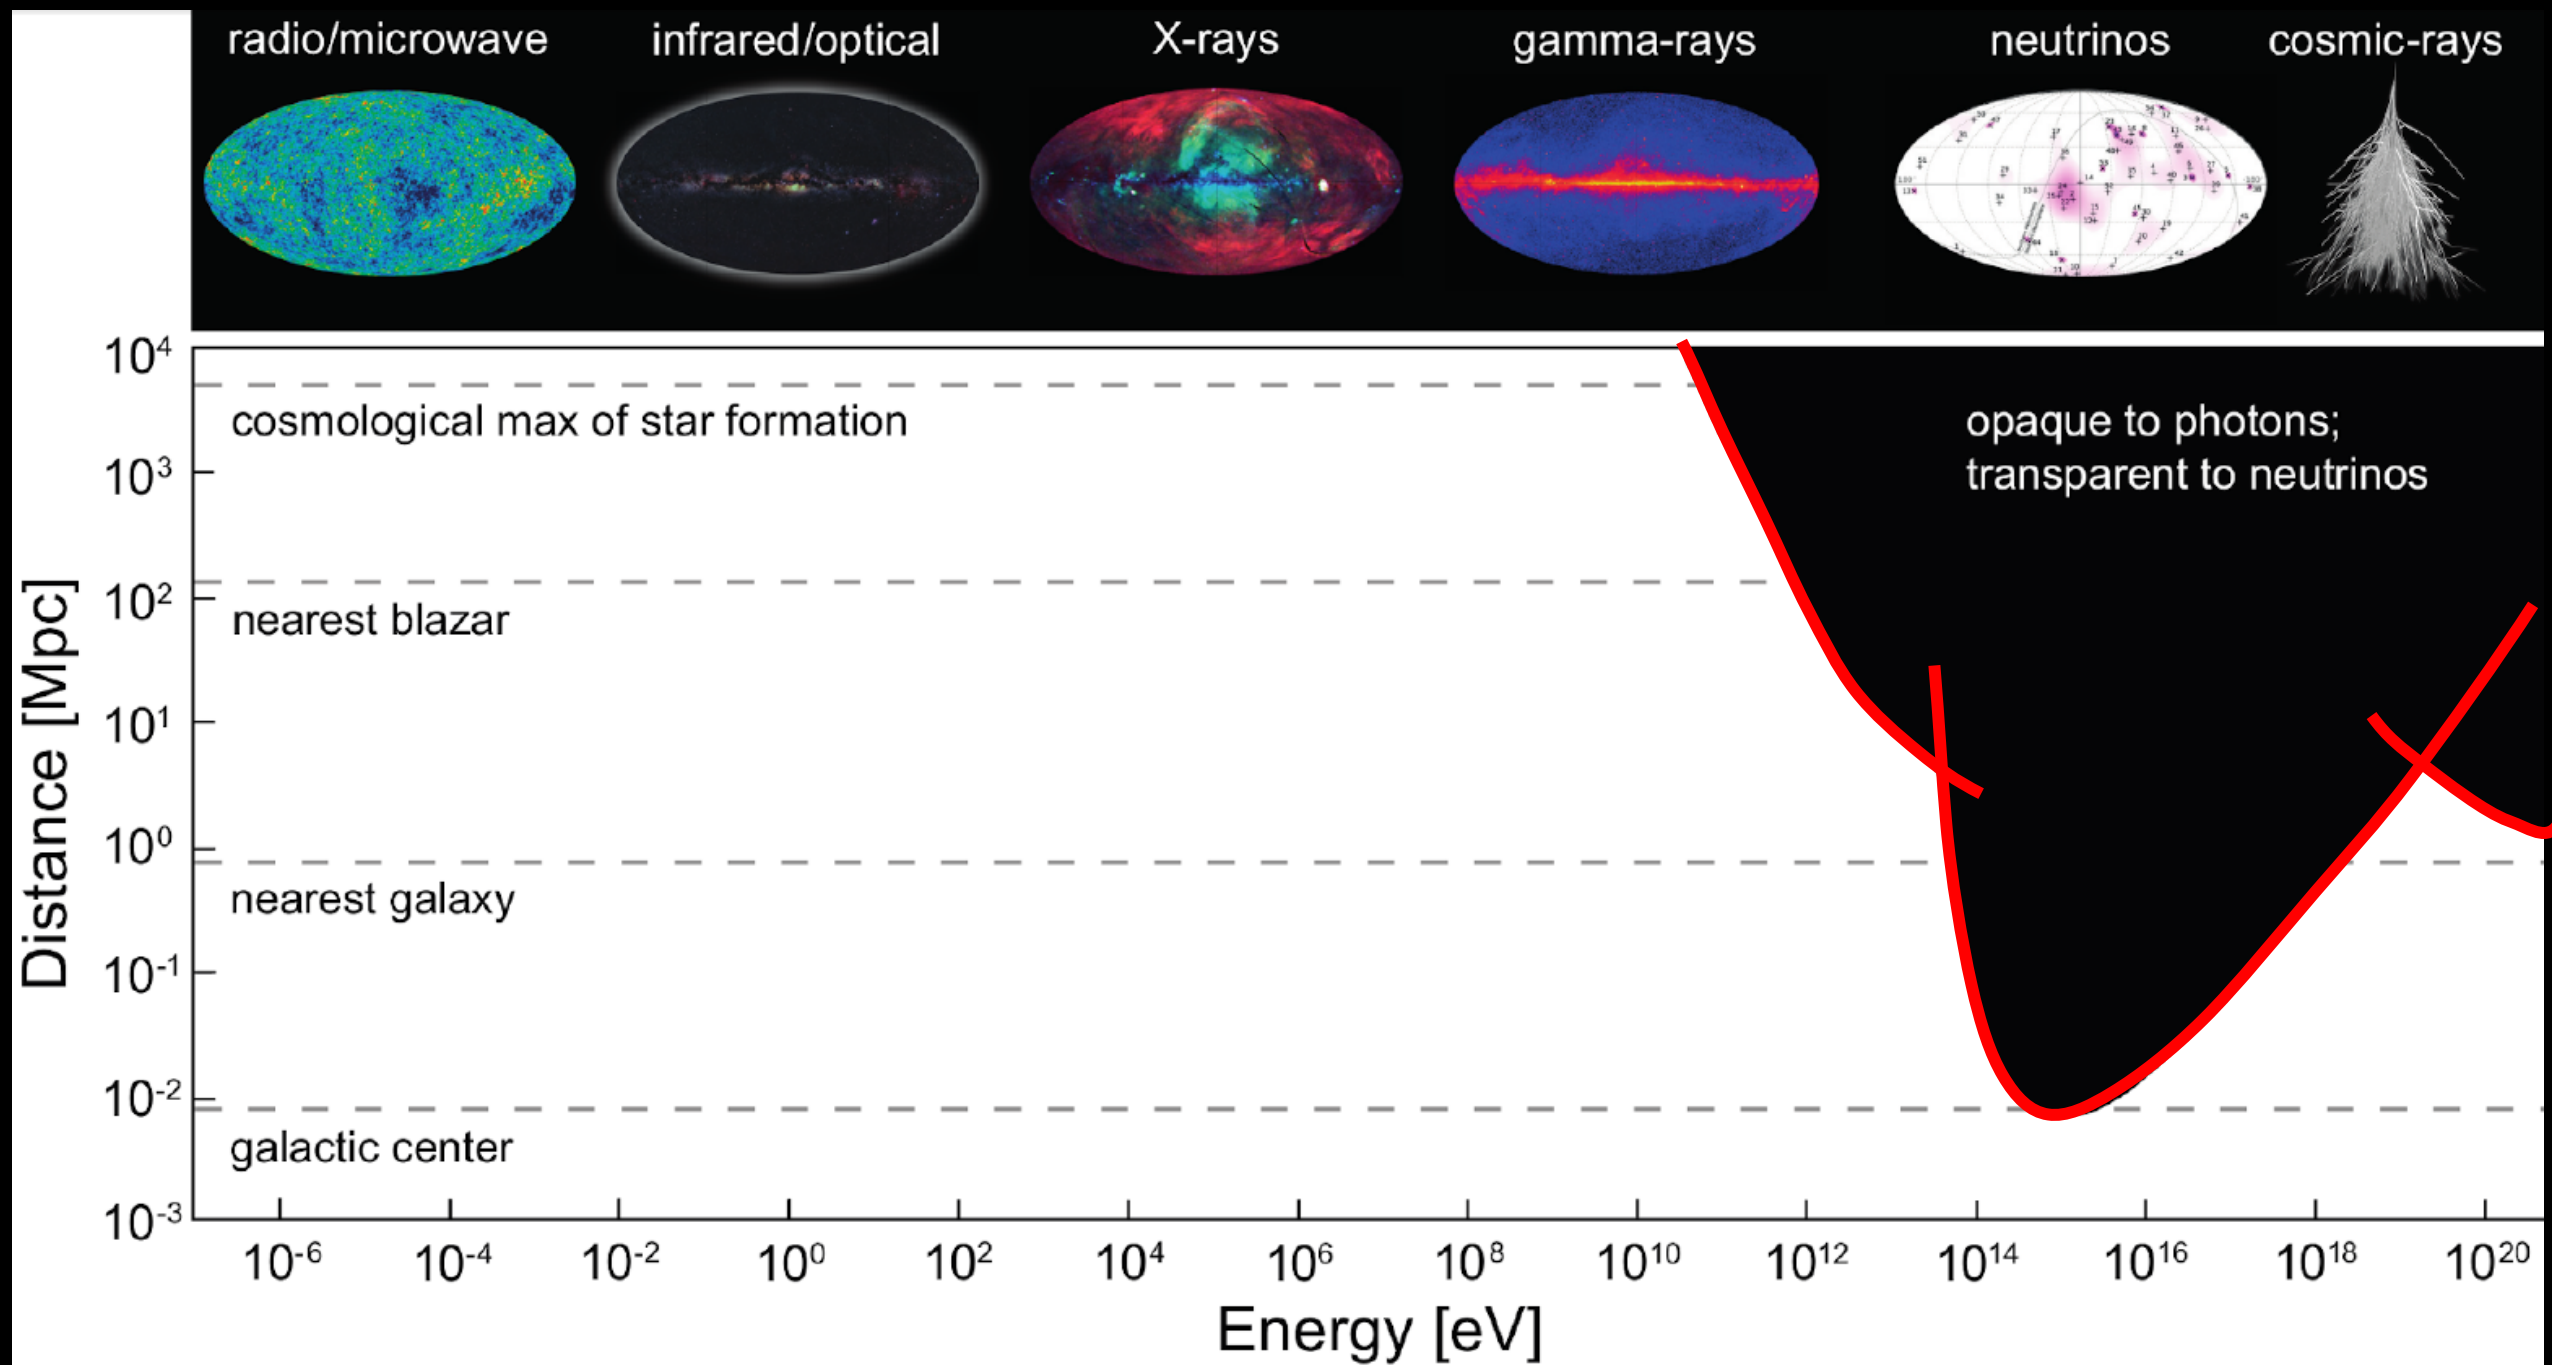 radio/microwave
infrared/optical
X-rays
gamma-rays
neutrinos
cosmic-rays
10⁴
cosmological max of star formation
opaque to photons;
transparent to neutrinos
10³
10²
nearest blazar
10¹
10⁰
nearest galaxy
10⁻¹
10⁻²
galactic center
10⁻³
Distance [Mpc]
10⁻⁶ 10⁻⁴ 10⁻² 10⁰ 10² 10⁴ 10⁶ 10⁸ 10¹⁰ 10¹² 10¹⁴ 10¹⁶ 10¹⁸ 10²⁰
Energy [eV]